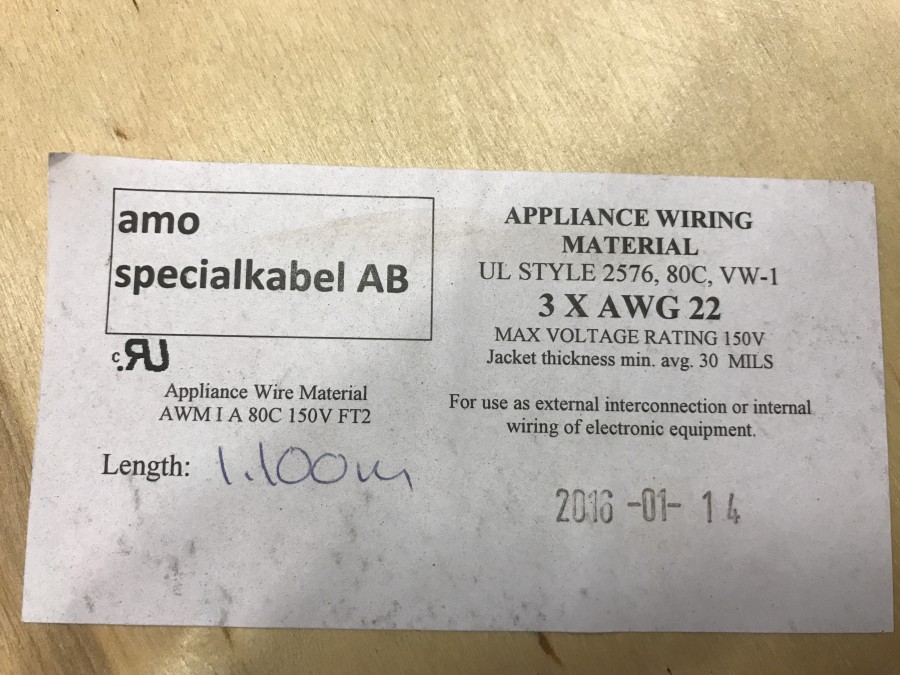 amo
specialkabel AB
c RU
Appliance Wire Material
AWM I A 80C 150V FT2
Length: 1.100m
APPLIANCE WIRING
MATERIAL
UL STYLE 2576, 80C, VW-1
3 X AWG 22
MAX VOLTAGE RATING 150V
Jacket thickness min. avg. 30 MILS
For use as external interconnection or internal
wiring of electronic equipment.
2016-01-14